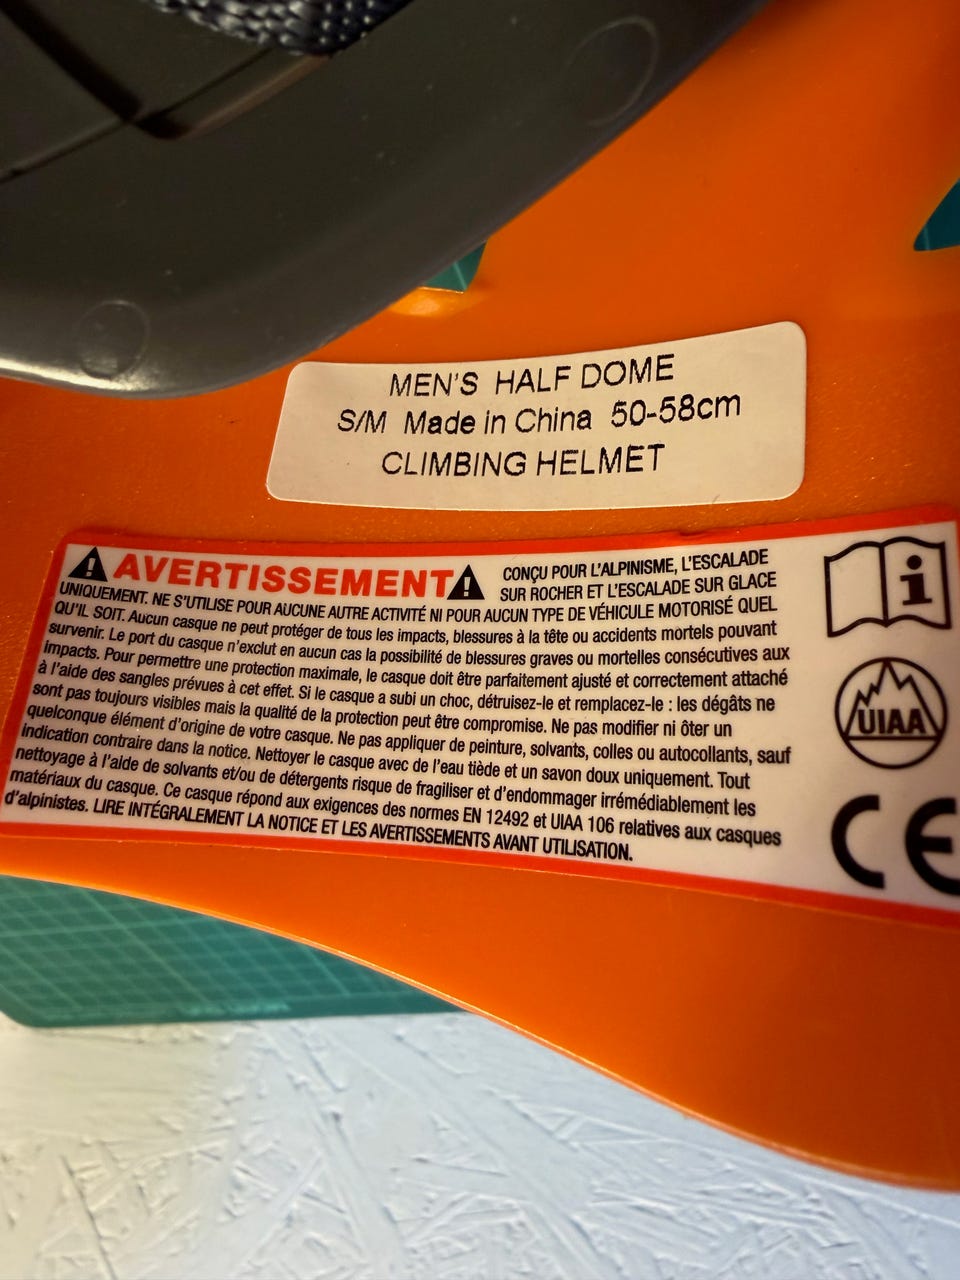 MEN'S HALF DOME
S/M Made in China 50-58cm
CLIMBING HELMET
AVERTISSEMENT
CONÇU POUR L'ALPINISME, L'ESCALADE
SUR ROCHER ET L'ESCALADE SUR GLACE
UNIQUEMENT. NE S'UTILISE POUR AUCUNE AUTRE ACTIVITÉ NI POUR AUCUN TYPE DE VÉHICULE MOTORISÉ QUEL
QU'IL SOIT. Aucun casque ne peut protéger de tous les impacts, blessures à la tête ou accidents mortels pouvant
survenir. Le port du casque n'exclut en aucun cas la possibilité de blessures graves ou mortelles consécutives aux
impacts. Pour permettre une protection maximale, le casque doit être parfaitement ajusté et correctement attaché
à l'aide des sangles prévues à cet effet. Si le casque a subi un choc, détruisez-le et remplacez-le : les dégâts ne
sont pas toujours visibles mais la qualité de la protection peut être compromise. Ne pas modifier ni ôter un
quelconque élément d'origine de votre casque. Ne pas appliquer de peinture, solvants, colles ou autocollants, sauf
indication contraire dans la notice. Nettoyer le casque avec de l'eau tiède et un savon doux uniquement. Tout
nettoyage à l'aide de solvants et/ou de détergents risque de fragiliser et d'endommager irrémédiablement les
matériaux du casque. Ce casque répond aux exigences des normes EN 12492 et UIAA 106 relatives aux casques
d'alpinistes. LIRE INTÉGRALEMENT LA NOTICE ET LES AVERTISSEMENTS AVANT UTILISATION.
UIAA
CE